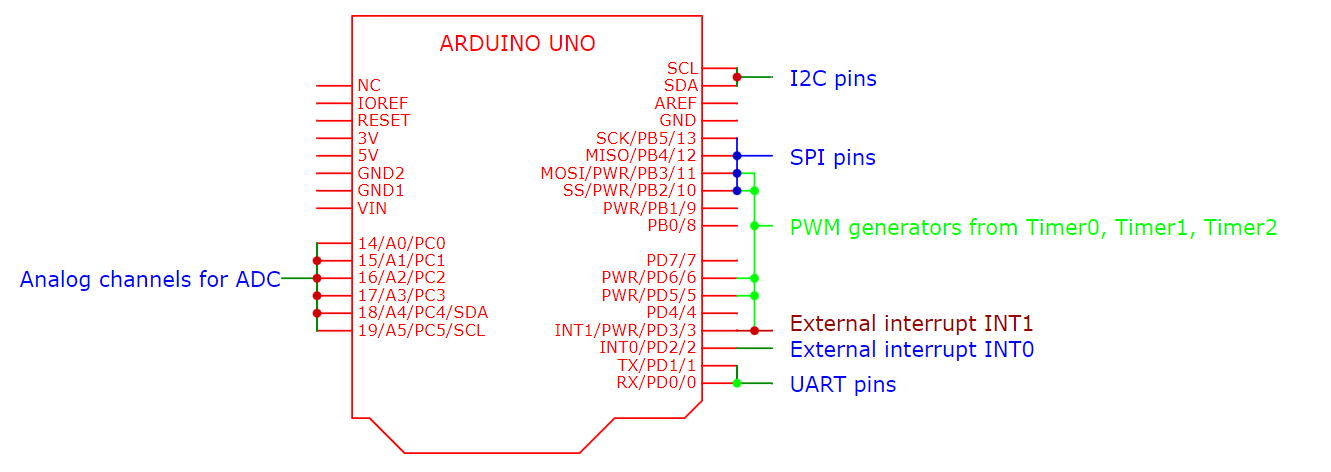 ARDUINO UNO
NC
IOREF
RESET
3V
5V
GND2
GND1
VIN
14/A0/PC0
15/A1/PC1
16/A2/PC2
17/A3/PC3
18/A4/PC4/SDA
19/A5/PC5/SCL
Analog channels for ADC
SCL
SDA
AREF
GND
SCK/PB5/13
MISO/PB4/12
MOSI/PWR/PB3/11
SS/PWR/PB2/10
PWR/PB1/9
PB0/8
PD7/7
PWR/PD6/6
PWR/PD5/5
PD4/4
INT1/PWR/PD3/3
INT0/PD2/2
TX/PD1/1
RX/PD0/0
I2C pins
SPI pins
PWM generators from Timer0, Timer1, Timer2
External interrupt INT1
External interrupt INT0
UART pins